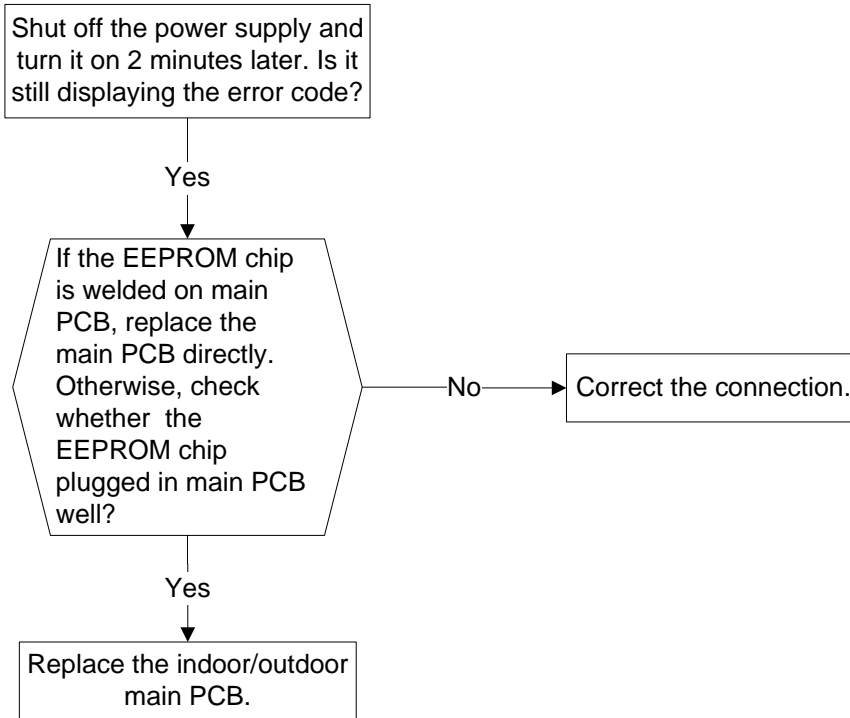 Shut off the power supply and
turn it on 2 minutes later. Is it
still displaying the error code?
Yes
If the EEPROM chip
is welded on main
PCB, replace the
main PCB directly.
Otherwise, check
whether the
EEPROM chip
plugged in main PCB
well?
No
Correct the connection.
Yes
Replace the indoor/outdoor
main PCB.